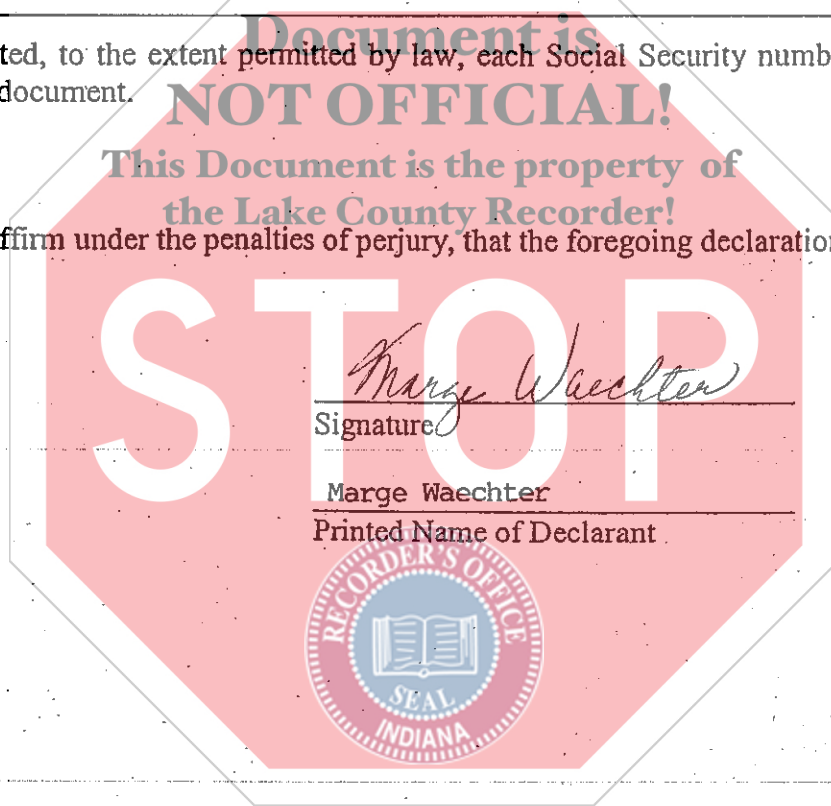 Document is
ted, to the extent permitted by law, each Social Security numb
document.
NOT OFFICIAL!
This Document is the property of
the Lake County Recorder!
ffirm under the penalties of perjury, that the foregoing declaration
STOP
Marge Waechter
Signature
Marge Waechter
Printed Name of Declarant
RECORDER'S OFFICE
SEAL
INDIANA